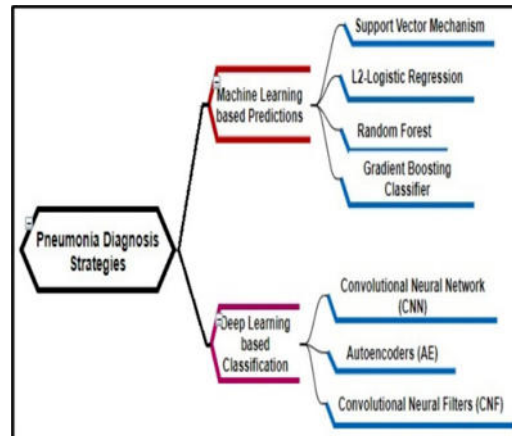 Support Vector Mechanism
L2-Logistic Regression
Machine Learning
based Predictions
Random Forest
Gradient Boosting
Classifier
Pneumonia Diagnosis
Strategies
Convolutional Neural Network
(CNN)
Deep Learning
based
Classification
Autoencoders (AE)
Convolutional Neural Filters (CNF)